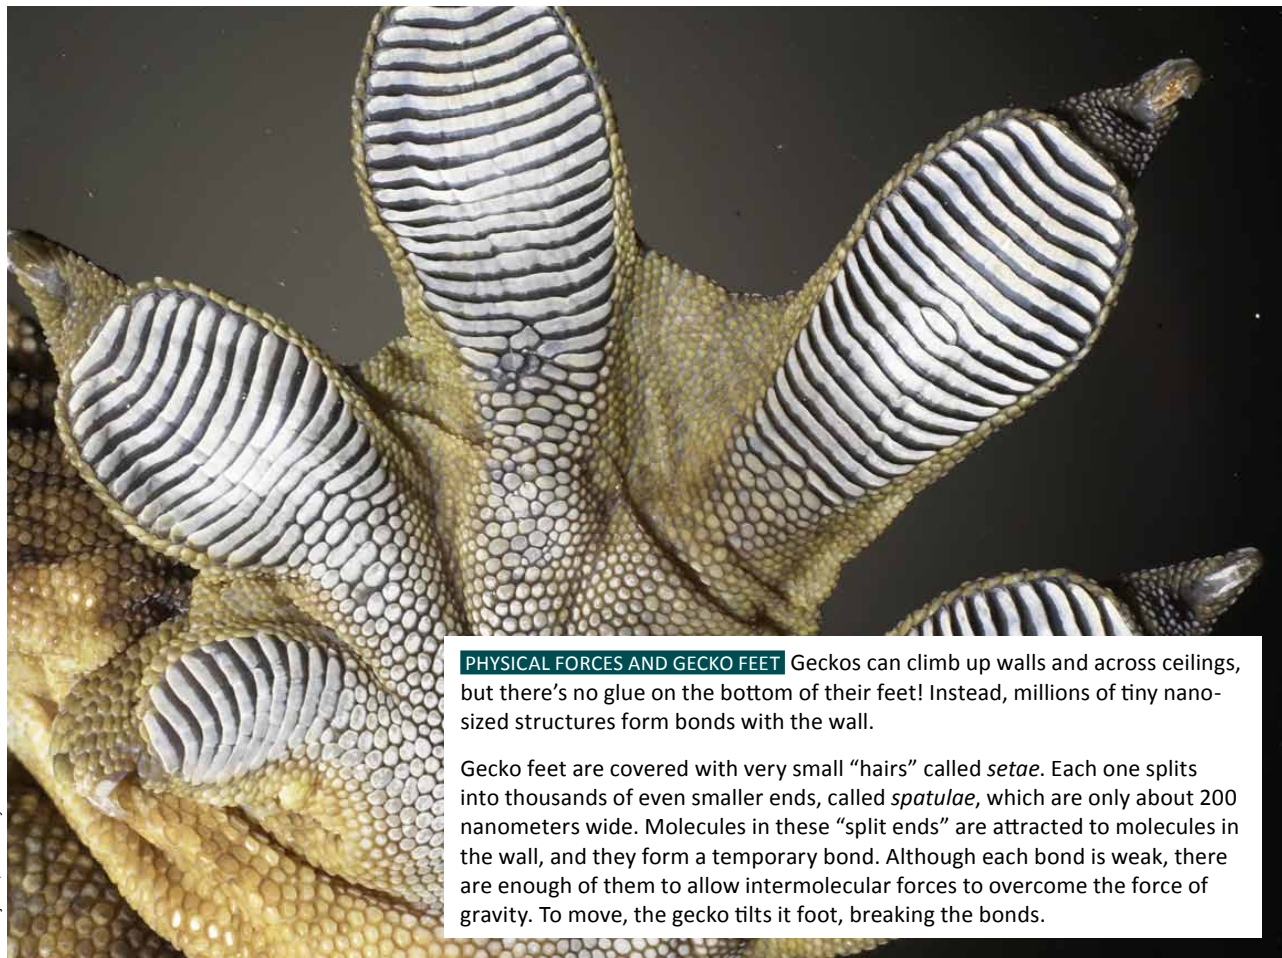 PHYSICAL FORCES AND GECKO FEET Geckos can climb up walls and across ceilings,
but there's no glue on the bottom of their feet! Instead, millions of tiny nano-
sized structures form bonds with the wall.
Gecko feet are covered with very small “hairs” called setae. Each one splits
into thousands of even smaller ends, called spatulae, which are only about 200
nanometers wide. Molecules in these “split ends” are attracted to molecules in
the wall, and they form a temporary bond. Although each bond is weak, there
are enough of them to allow intermolecular forces to overcome the force of
gravity. To move, the gecko tilts it foot, breaking the bonds.